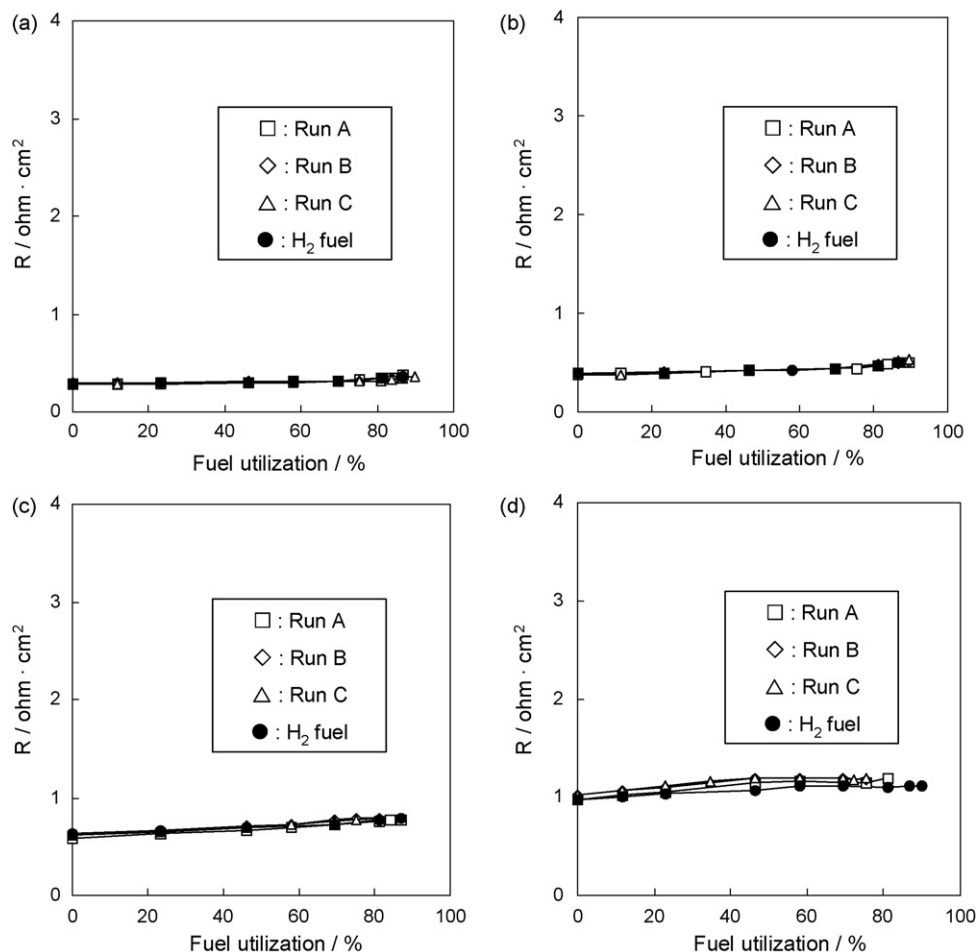 (a)
4
3
2
1
0
R / ohm · cm²
□ : Run A
◇ : Run B
△ : Run C
● : H₂ fuel
0 20 40 60 80 100
Fuel utilization / %
(b)
4
3
2
1
0
R / ohm · cm²
□ : Run A
◇ : Run B
△ : Run C
● : H₂ fuel
0 20 40 60 80 100
Fuel utilization / %
(c)
4
3
2
1
0
R / ohm · cm²
□ : Run A
◇ : Run B
△ : Run C
● : H₂ fuel
0 20 40 60 80 100
Fuel utilization / %
(d)
4
3
2
1
0
R / ohm · cm²
□ : Run A
◇ : Run B
△ : Run C
● : H₂ fuel
0 20 40 60 80 100
Fuel utilization / %